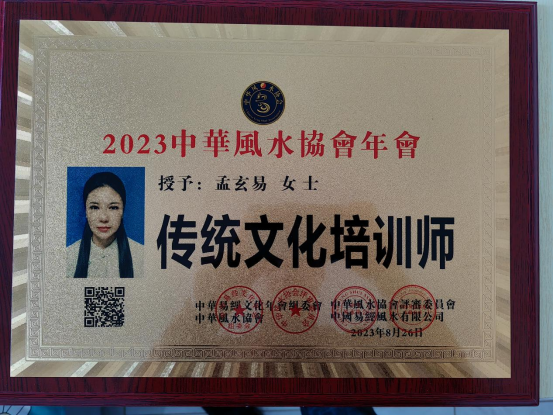 2023中華風水協會年會
授予：孟玄易 女士
传统文化培训师
中華易經文化年會組委會 中華風水協會評審委員會
中華風水協會 中國易經風水有限公司
2023年8月26日